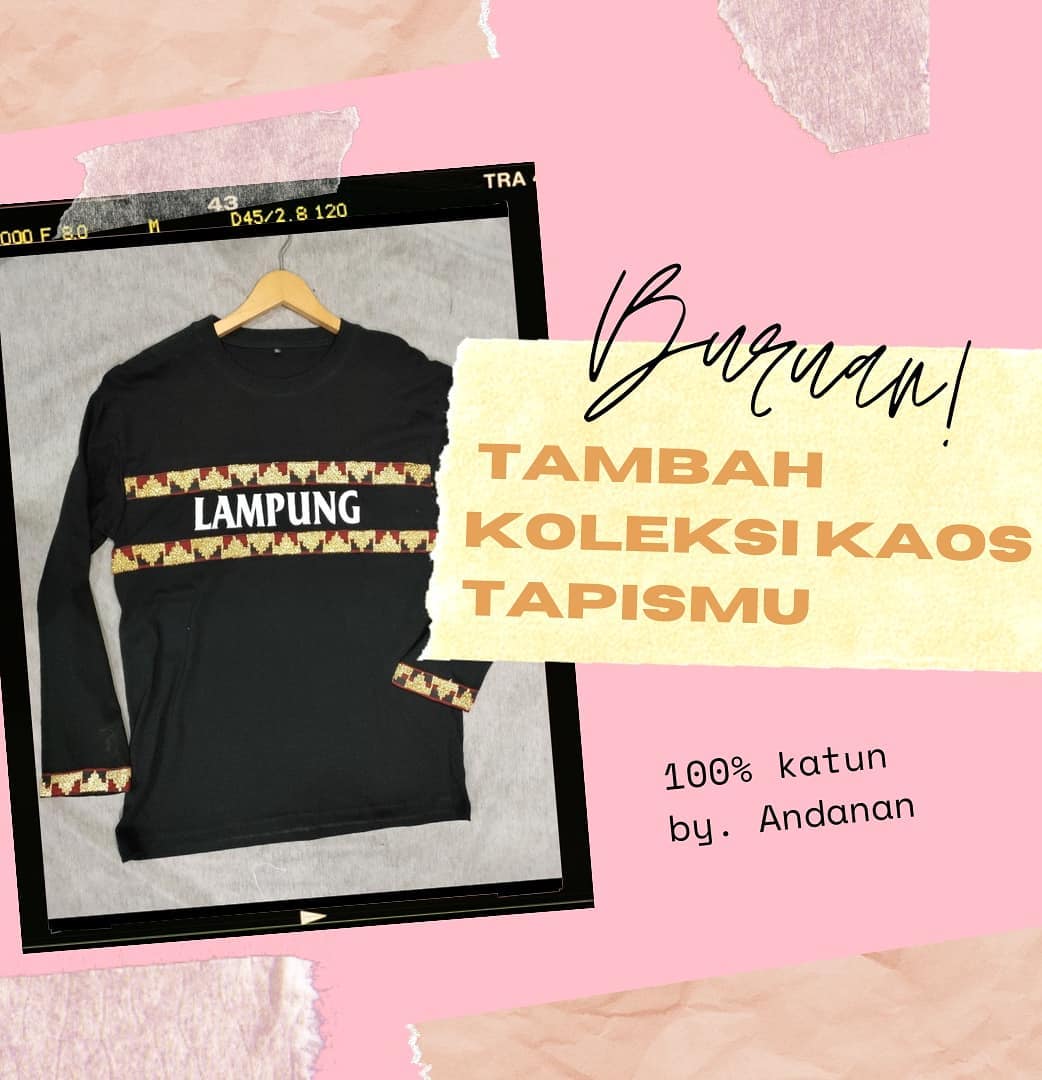 TRA
43
000 F 8.0 M D45/2.8 120
LAMPUNG
Buruan!
TAMBAH
KOLEKSI KAOS
TAPISMU
100% katun
by. Andanan